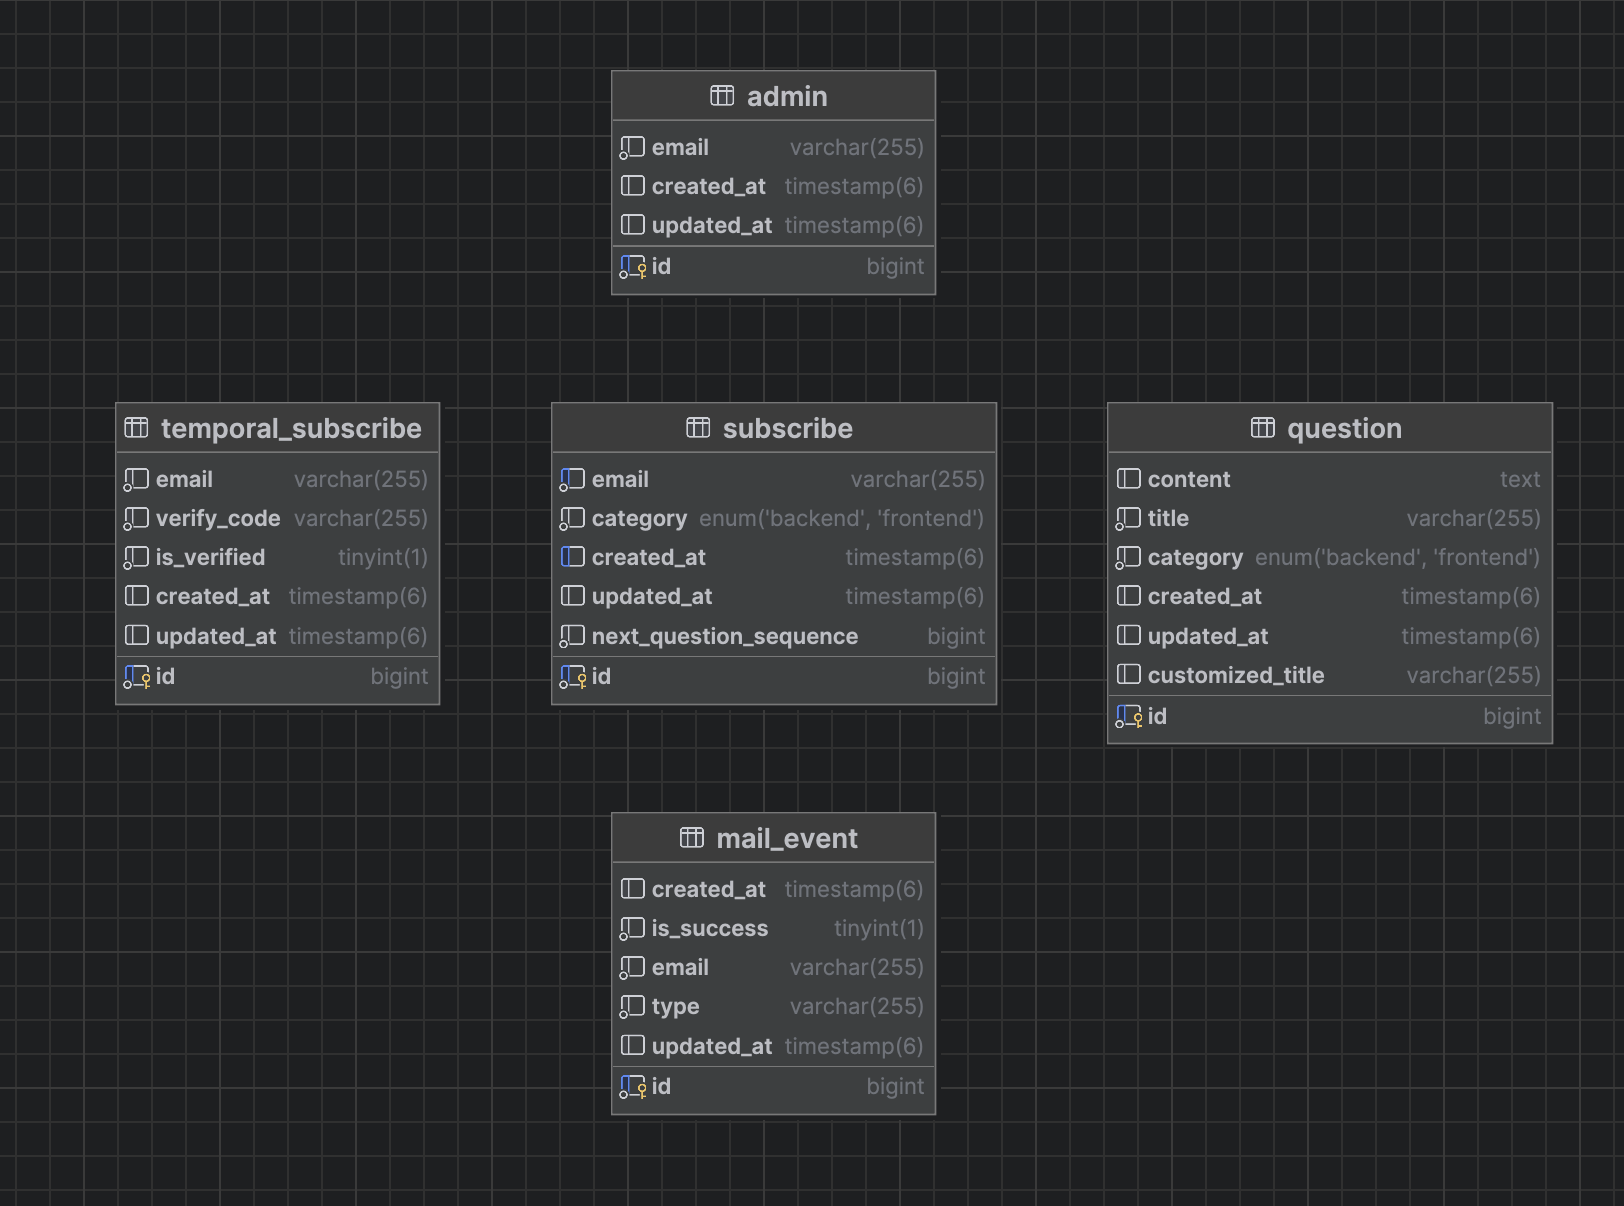 admin
email varchar(255)
created_at timestamp(6)
updated_at timestamp(6)
id bigint
temporal_subscribe
email varchar(255)
verify_code varchar(255)
is_verified tinyint(1)
created_at timestamp(6)
updated_at timestamp(6)
id bigint
subscribe
email varchar(255)
category enum('backend', 'frontend')
created_at timestamp(6)
updated_at timestamp(6)
next_question_sequence bigint
id bigint
question
content text
title varchar(255)
category enum('backend', 'frontend')
created_at timestamp(6)
updated_at timestamp(6)
customized_title varchar(255)
id bigint
mail_event
created_at timestamp(6)
is_success tinyint(1)
email varchar(255)
type varchar(255)
updated_at timestamp(6)
id bigint